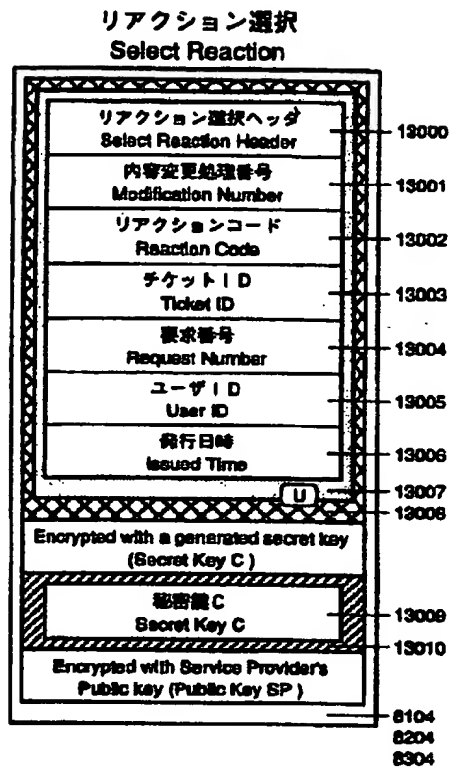 リアクション選択
Select Reaction
リアクション選択ヘッダ
Select Reaction Header
13000
内容変更処理番号
Modification Number
13001
リアクションコード
Reaction Code
13002
チケットID
Ticket ID
13003
要求番号
Request Number
13004
ユーザID
User ID
13005
発行日時
Issued Time
13006
U
13007
13008
Encrypted with a generated secret key
(Secret Key C )
秘密鍵C
Secret Key C
13009
13010
Encrypted with Service Provider's
Public key (Public Key SP )
8104
8204
8304